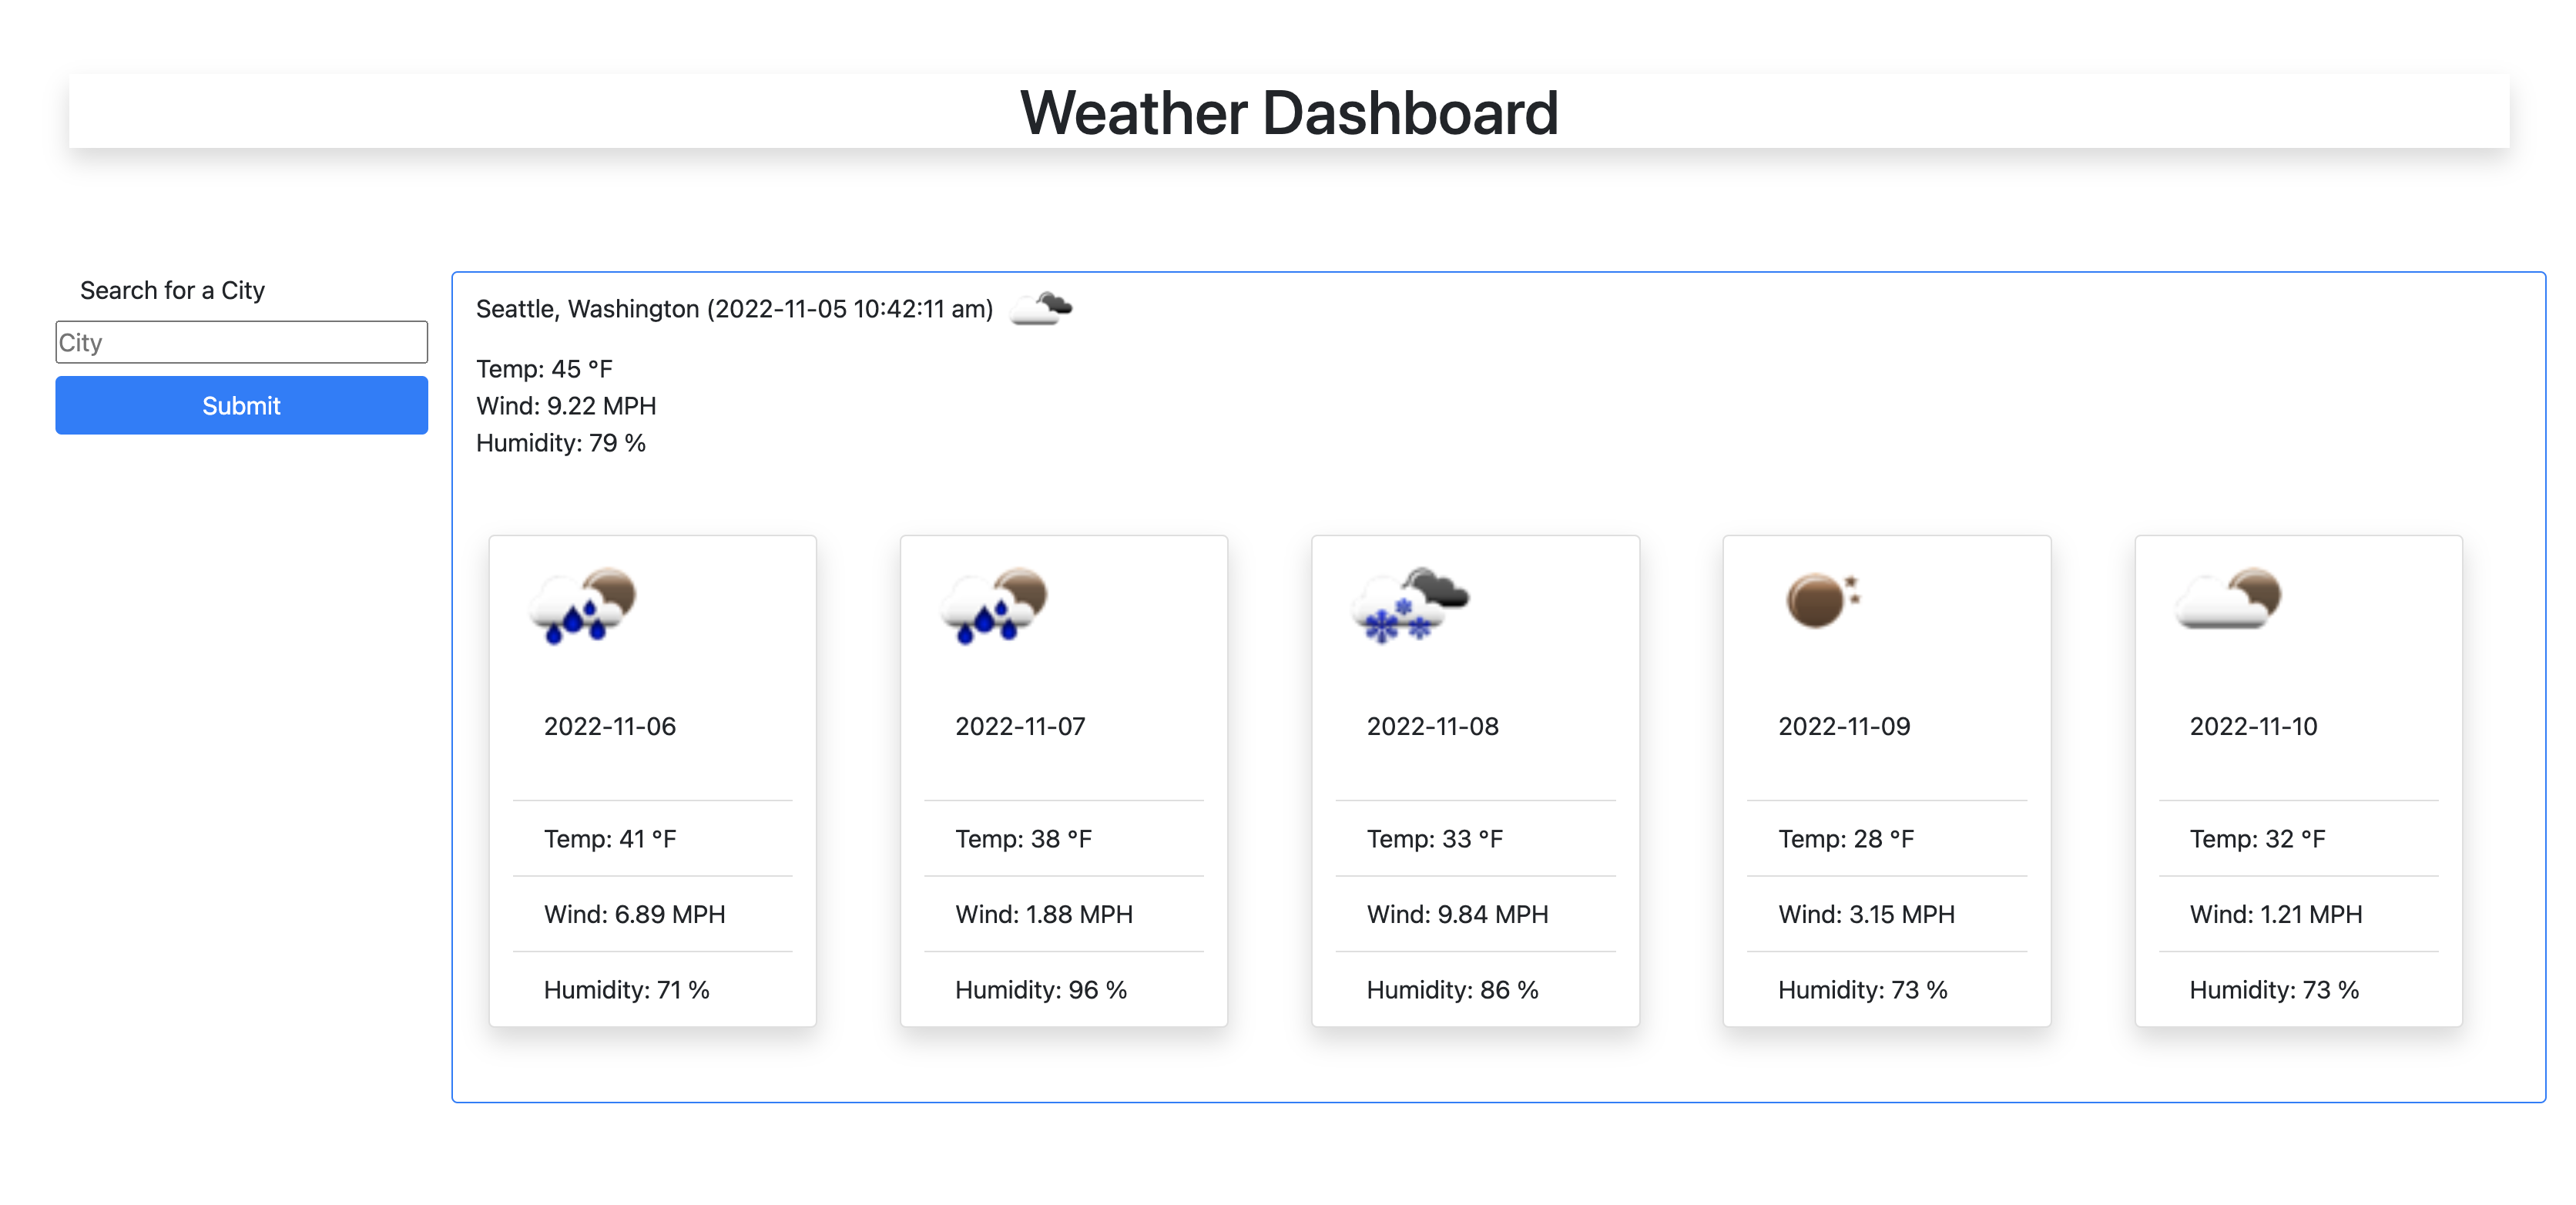 Weather Dashboard
Search for a City
City
Submit
Seattle, Washington (2022-11-05 10:42:11 am)
Temp: 45 °F
Wind: 9.22 MPH
Humidity: 79 %
2022-11-06
Temp: 41 °F
Wind: 6.89 MPH
Humidity: 71 %
2022-11-07
Temp: 38 °F
Wind: 1.88 MPH
Humidity: 96 %
2022-11-08
Temp: 33 °F
Wind: 9.84 MPH
Humidity: 86 %
2022-11-09
Temp: 28 °F
Wind: 3.15 MPH
Humidity: 73 %
2022-11-10
Temp: 32 °F
Wind: 1.21 MPH
Humidity: 73 %